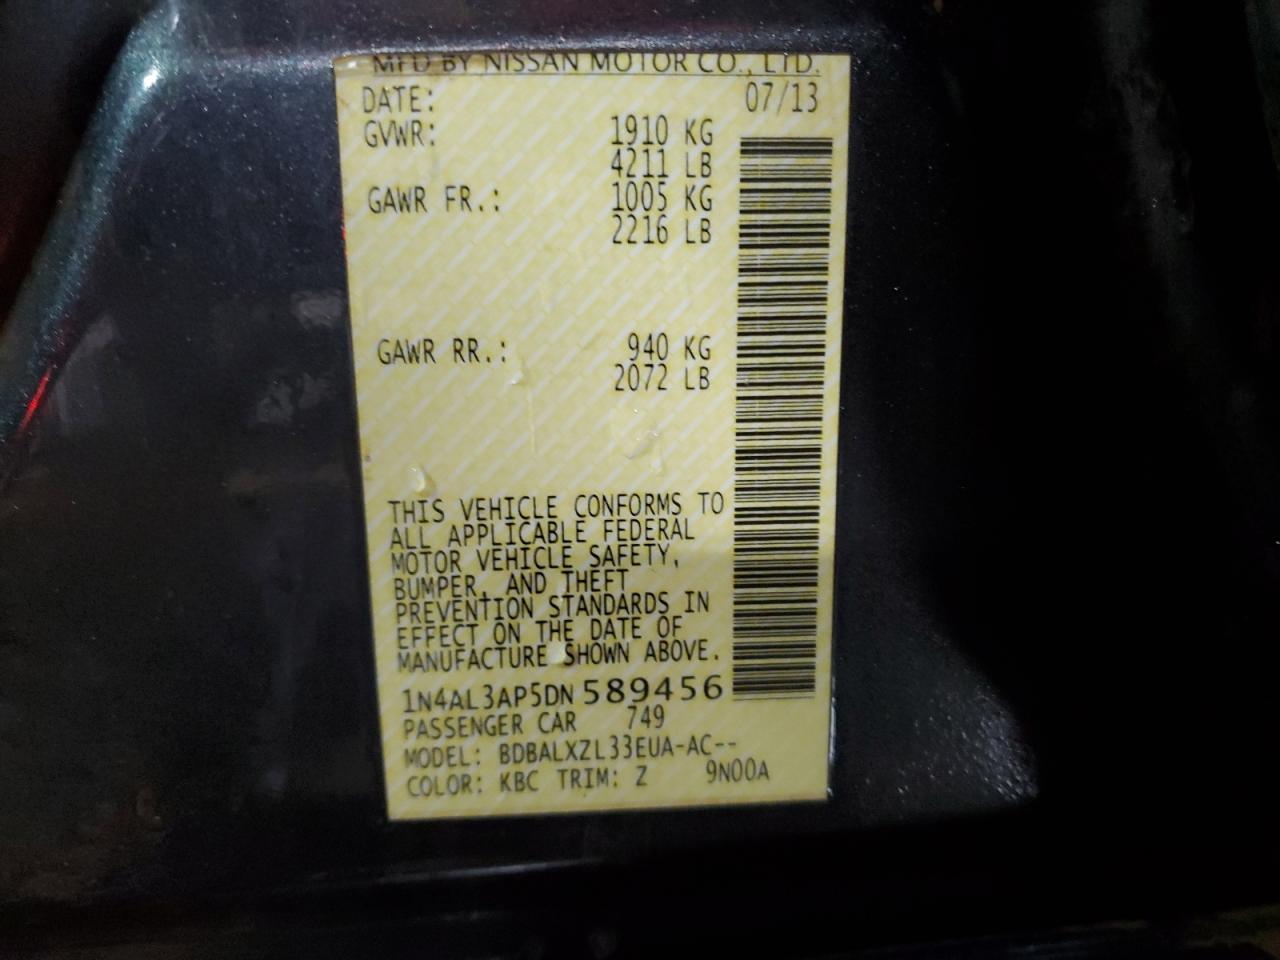 MFD BY NISSAN MOTOR CO., LTD.
DATE: 07/13
GVWR: 1910 KG
4211 LB
GAWR FR.: 1005 KG
2216 LB
GAWR RR.: 940 KG
2072 LB
THIS VEHICLE CONFORMS TO
ALL APPLICABLE FEDERAL
MOTOR VEHICLE SAFETY,
BUMPER, AND THEFT
PREVENTION STANDARDS IN
EFFECT ON THE DATE OF
MANUFACTURE SHOWN ABOVE.
1N4AL3AP5DN589456
PASSENGER CAR 749
MODEL: BDBALXZL33EUA-AC--
COLOR: KBC TRIM: Z 9N00A